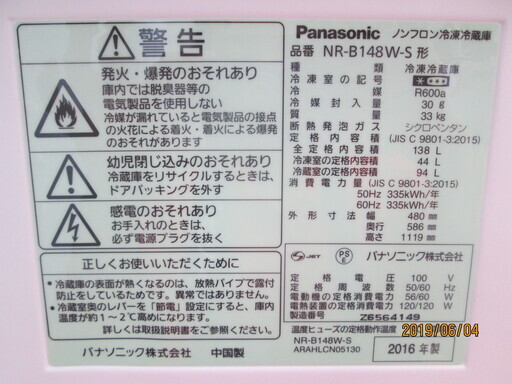 警告
発火・爆発のおそれあり
庫内では脱臭器等の
電気製品を使用しない
冷媒が漏れていると電気製品の接点
の火花による着火・着火による爆発
のおそれあり
幼児閉じ込みのおそれあり
冷蔵庫をリサイクルするときは、
ドアパッキングを外す
感電のおそれあり
お手入れのときは、
必ず電源プラグを抜く
正しくお使いいただくために
●冷蔵庫の表面が熱くなるのは、放熱パイプで露付
防止をしているためです。異常ではありません。
●冷蔵室奥のレバーを「節電」設定にすると、庫内
温度が約1〜2℃高めになります。
詳しくは取扱説明書をご参照ください。
パナソニック株式会社 中国製
Panasonic ノンフロン冷凍冷蔵庫
品番 NR-B148W-S 形
種類 冷凍冷蔵庫
冷凍室の記号
冷媒 R600a
冷媒封入量 30 g
質量 33 kg
断熱発泡ガス シクロペンタン
定格内容積 (JIS C 9801-3:2015)
全定格内容積 138 L
冷凍室の定格内容積 44 L
冷蔵室の定格内容積 94 L
消費電力量 (JIS C 9801-3:2015)
50Hz 335kWh/年
60Hz 335kWh/年
外形寸法 幅 480 mm
奥行 586 mm
高さ 1119 mm
JET PS E パナソニック株式会社
定格電圧 100 V
定格周波数 50/60 Hz
電動機の定格消費電力 56/60 W
電熱装置の定格消費電力 120/120 W
製造番号 Z6564149
2019/06/04
温度ヒューズの定格動作温度
NR-B148W-S
ARAHLCN05130 2016 年製